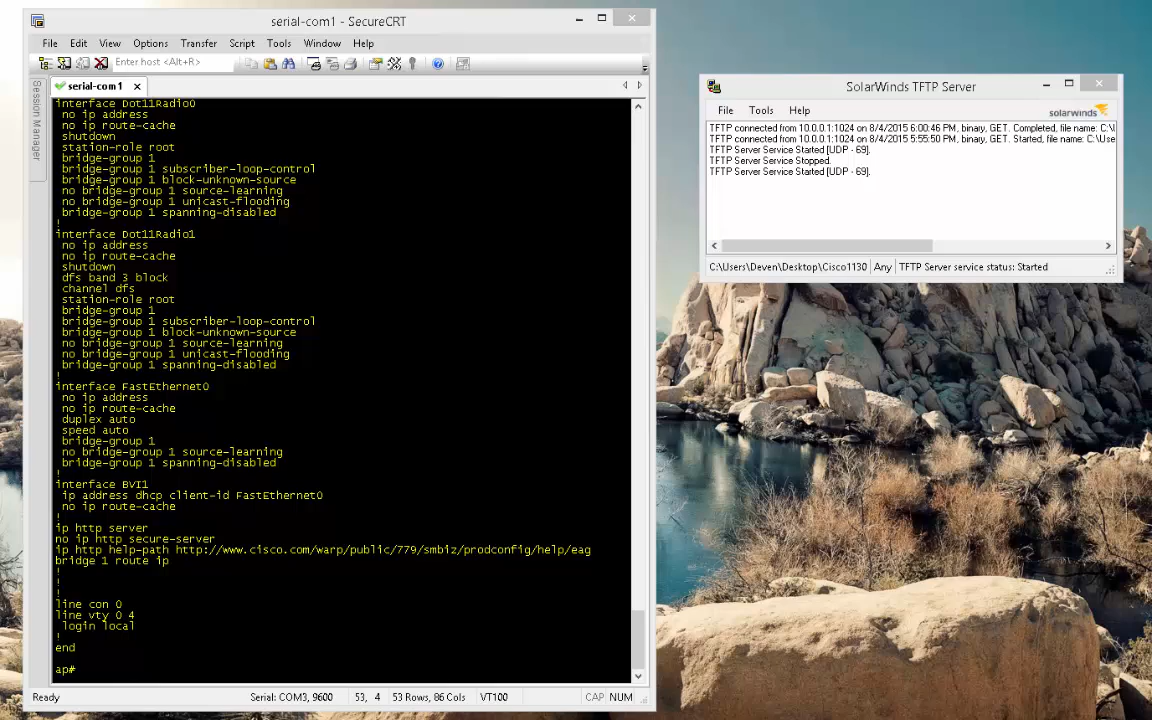 serial-com1 - SecureCRT
File Edit View Options Transfer Script Tools Window Help
Enter host <Alt+R>
serial-com1
Session Manager
interface Dot11Radio0
no ip address
no ip route-cache
shutdown
station-role root
bridge-group 1
bridge-group 1 subscriber-loop-control
bridge-group 1 block-unknown-source
no bridge-group 1 source-learning
no bridge-group 1 unicast-flooding
bridge-group 1 spanning-disabled
!
interface Dot11Radio1
no ip address
no ip route-cache
shutdown
dfs band 3 block
channel dfs
station-role root
bridge-group 1
bridge-group 1 subscriber-loop-control
bridge-group 1 block-unknown-source
no bridge-group 1 source-learning
no bridge-group 1 unicast-flooding
bridge-group 1 spanning-disabled
!
interface FastEthernet0
no ip address
no ip route-cache
duplex auto
speed auto
bridge-group 1
no bridge-group 1 source-learning
bridge-group 1 spanning-disabled
!
interface BVI1
ip address dhcp client-id FastEthernet0
no ip route-cache
!
ip http server
no ip http secure-server
ip http help-path http://www.cisco.com/warp/public/779/smbiz/prodconfig/help/eag
bridge 1 route ip
!
!
!
line con 0
line vty 0 4
login local
!
end
ap#
Ready Serial: COM3, 9600 53, 4 53 Rows, 86 Cols VT100 CAP NUM
SolarWinds TFTP Server
File Tools Help
solarwinds
TFTP connected from 10.0.0.1:1024 on 8/4/2015 6:00:46 PM, binary, GET. Completed, file name: C:\
TFTP connected from 10.0.0.1:1024 on 8/4/2015 5:55:50 PM, binary, GET. Started, file name: C:\Use
TFTP Server Service Started [UDP - 69].
TFTP Server Service Stopped.
TFTP Server Service Started [UDP - 69].
C:\Users\Deven\Desktop\Cisco1130 Any TFTP Server service status: Started